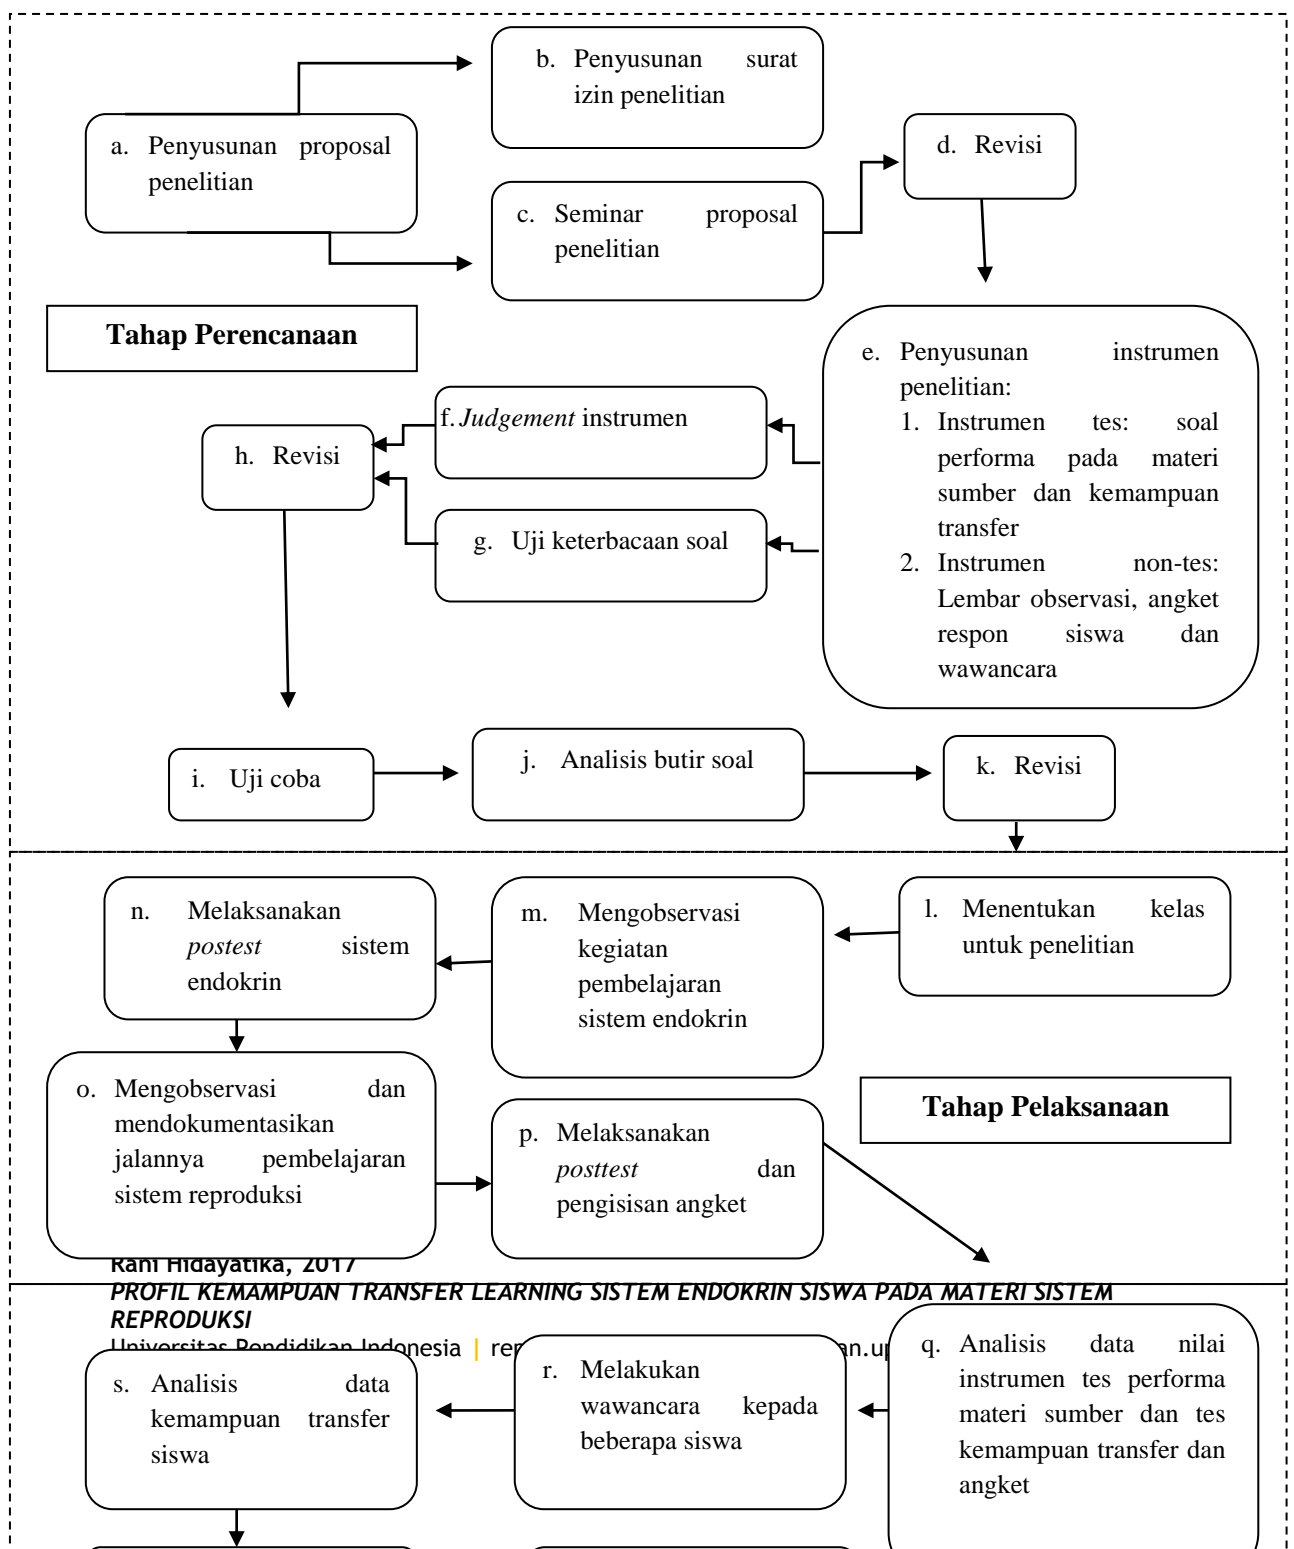 b. Penyusunan surat
izin penelitian
a. Penyusunan proposal
penelitian
d. Revisi
c. Seminar proposal
penelitian
Tahap Perencanaan
e. Penyusunan instrumen
penelitian:
1. Instrumen tes: soal
performa pada materi
sumber dan kemampuan
transfer
2. Instrumen non-tes:
Lembar observasi, angket
respon siswa dan
wawancara
f. Judgement instrumen
h. Revisi
g. Uji keterbacaan soal
i. Uji coba
j. Analisis butir soal
k. Revisi
l. Menentukan kelas
untuk penelitian
m. Mengobservasi
kegiatan
pembelajaran
sistem endokrin
n. Melaksanakan
postest sistem
endokrin
o. Mengobservasi dan
mendokumentasikan
jalannya pembelajaran
sistem reproduksi
p. Melaksanakan
posttest dan
pengisisan angket
Tahap Pelaksanaan
Rani Hidayatika, 2017
PROFIL KEMAMPUAN TRANSFER LEARNING SISTEM ENDOKRIN SISWA PADA MATERI SISTEM
REPRODUKSI
Universitas Pendidikan Indonesia |
q. Analisis data nilai
instrumen tes performa
materi sumber dan tes
kemampuan transfer dan
angket
r. Melakukan
wawancara kepada
beberapa siswa
s. Analisis data
kemampuan transfer
siswa